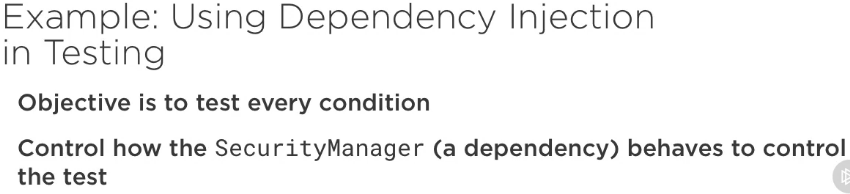 Example: Using Dependency Injection
in Testing
Objective is to test every condition
Control how the SecurityManager (a dependency) behaves to control
the test